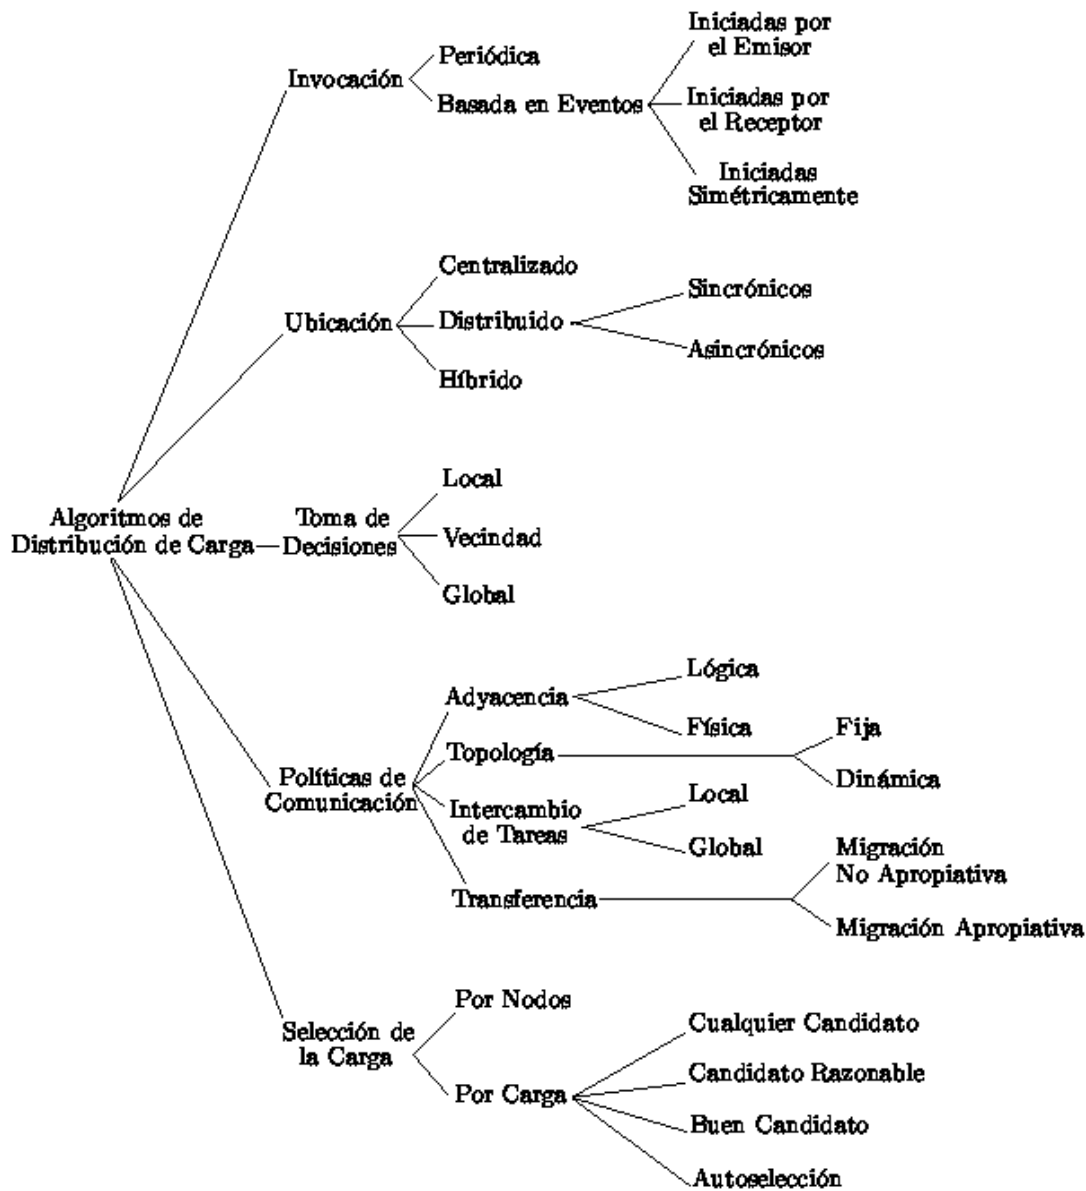 Iniciadas por
el Emisor
Periódica
Invocación
Basada en Eventos
Iniciadas por
el Receptor
Iniciadas
Simétricamente
Centralizado
Sincrónicos
Ubicación
Distribuido
Asincrónicos
Híbrido
Local
Algoritmos de
Distribución de Carga
Toma de
Decisiones
Vecindad
Global
Lógica
Adyacencia
Física
Fija
Topología
Dinámica
Políticas de
Comunicación
Intercambio
de Tareas
Local
Global
Migración
No Apropiativa
Transferencia
Migración Apropiativa
Por Nodos
Selección de
la Carga
Cualquier Candidato
Candidato Razonable
Por Carga
Buen Candidato
Autoselección